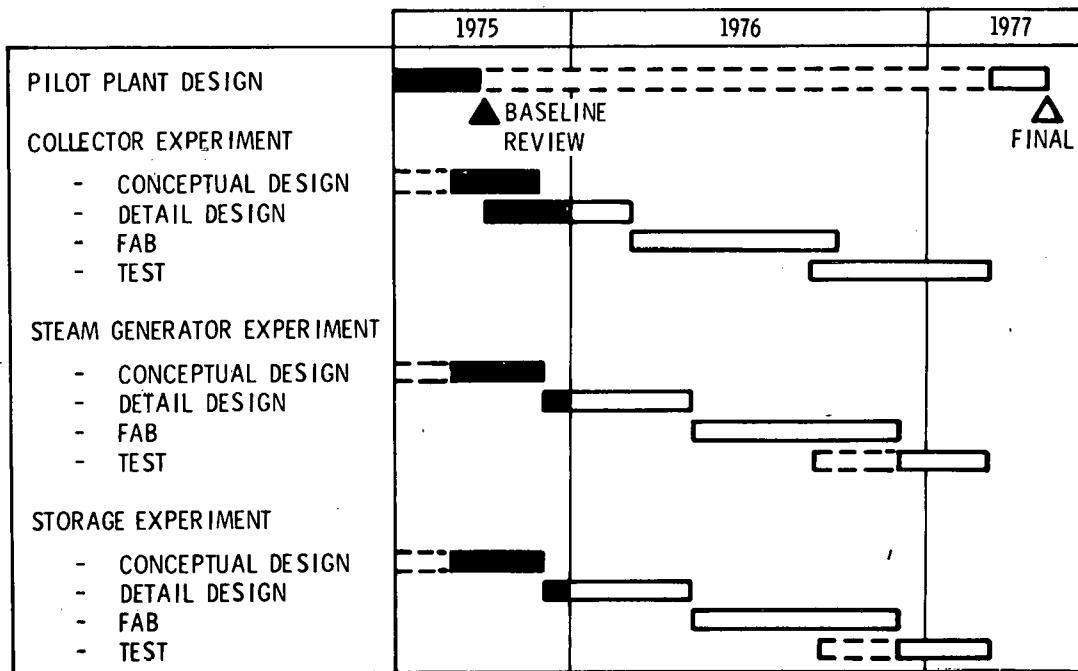 1975 1976 1977
PILOT PLANT DESIGN
BASELINE
REVIEW
FINAL
COLLECTOR EXPERIMENT
- CONCEPTUAL DESIGN
- DETAIL DESIGN
- FAB
- TEST
STEAM GENERATOR EXPERIMENT
- CONCEPTUAL DESIGN
- DETAIL DESIGN
- FAB
- TEST
STORAGE EXPERIMENT
- CONCEPTUAL DESIGN
- DETAIL DESIGN
- FAB
- TEST